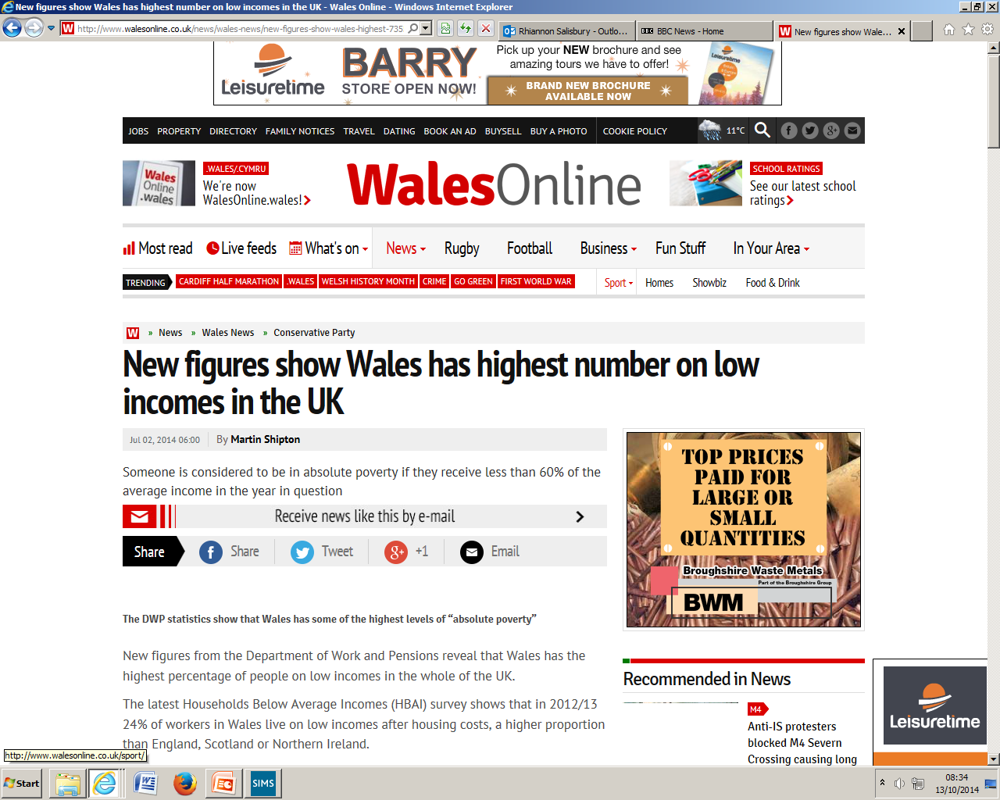 New figures show Wales has highest number on low incomes in the UK - Wales Online - Windows Internet Explorer
http://www.walesonline.co.uk/news/wales-news/new-figures-show-wales-highest-735
Rhiannon Salisbury - Outlo...
BBC News - Home
New figures show Wale...
Leisuretime
BARRY
STORE OPEN NOW!
Pick up your NEW brochure and see
amazing tours we have to offer!
BRAND NEW BROCHURE
AVAILABLE NOW
JOBS PROPERTY DIRECTORY FAMILY NOTICES TRAVEL DATING BOOK AN AD BUYSELL BUY A PHOTO COOKIE POLICY 11°C
Wales
Online
.wales
.WALES/.CYMRU
We're now
WalesOnline.wales!
WalesOnline
SCHOOL RATINGS
See our latest school
ratings
Most read Live feeds What's on News Rugby Football Business Fun Stuff In Your Area
TRENDING CARDIFF HALF MARATHON .WALES WELSH HISTORY MONTH CRIME GO GREEN FIRST WORLD WAR Sport Homes Showbiz Food & Drink
W » News » Wales News » Conservative Party
New figures show Wales has highest number on low
incomes in the UK
Jul 02, 2014 06:00 By Martin Shipton
Someone is considered to be in absolute poverty if they receive less than 60% of the
average income in the year in question
Receive news like this by e-mail
Share Share Tweet +1 Email
TOP PRICES
PAID FOR
LARGE OR
SMALL
QUANTITIES
Broughshire Waste Metals
Part of the Broughshire Group
BWM
The DWP statistics show that Wales has some of the highest levels of “absolute poverty”
New figures from the Department of Work and Pensions reveal that Wales has the
highest percentage of people on low incomes in the whole of the UK.
The latest Households Below Average Incomes (HBAI) survey shows that in 2012/13
24% of workers in Wales live on low incomes after housing costs, a higher proportion
than England, Scotland or Northern Ireland.
Recommended in News
M4
Anti-IS protesters
blocked M4 Severn
Crossing causing long
Leisuretime
http://www.walesonline.co.uk/sport/
Start
SIMS
08:34
13/10/2014